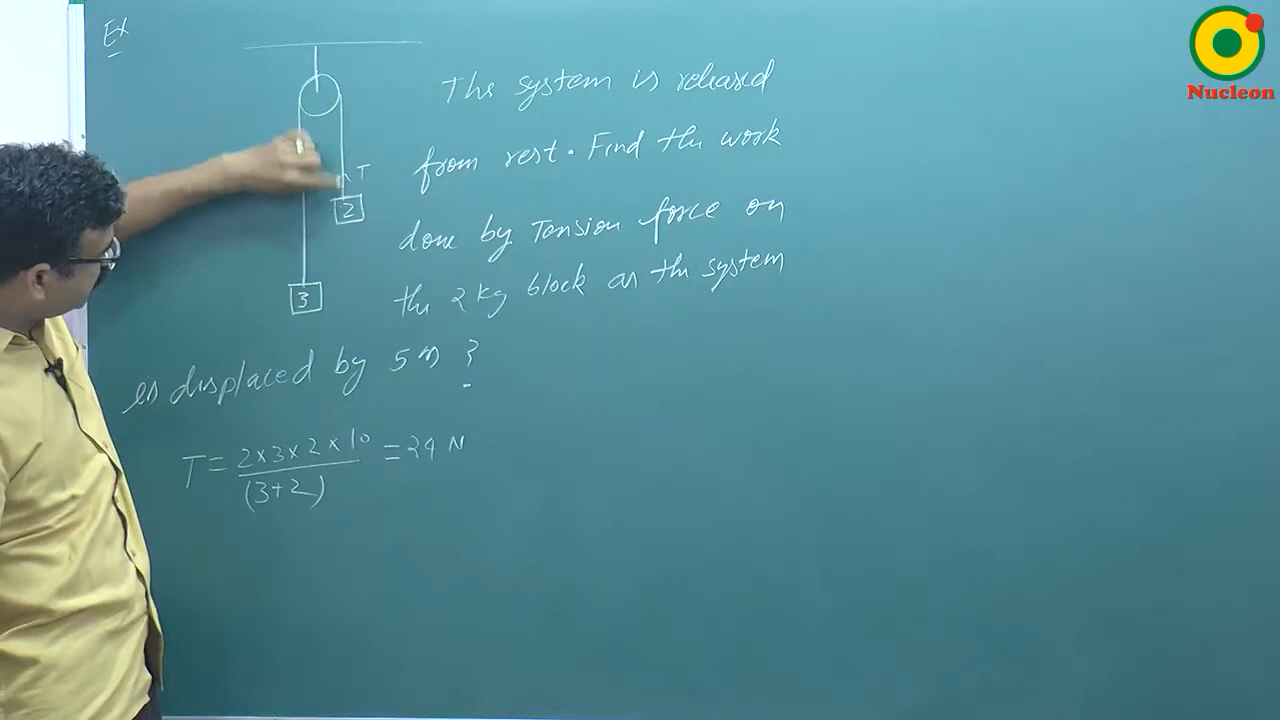 Ex
Nucleon
The system is released
from rest. Find the work
T
2
done by Tension force on
the 2 kg block as the system
3
is displaced by 5 m ?
T = 2×3×2×10 = 24 N
(3+2)